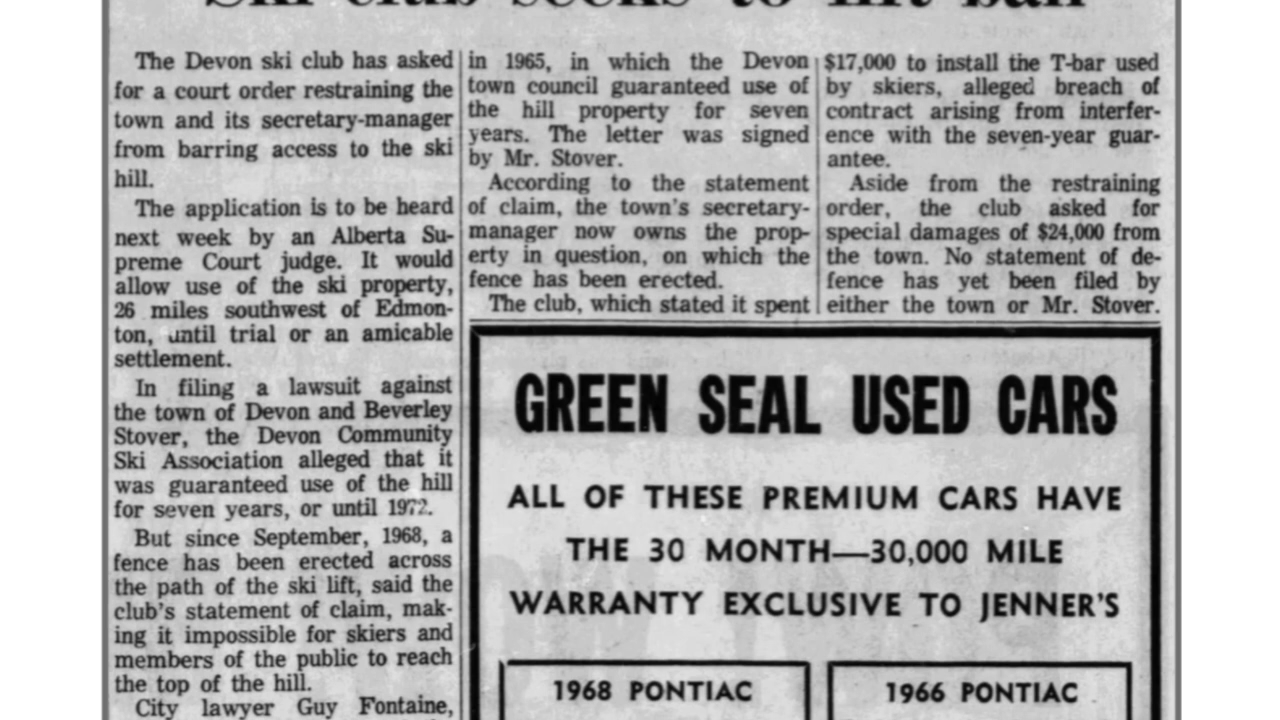 Ski club seeks to lift ban
The Devon ski club has asked
for a court order restraining the
town and its secretary-manager
from barring access to the ski
hill.
The application is to be heard
next week by an Alberta Su-
preme Court judge. It would
allow use of the ski property,
26 miles southwest of Edmon-
ton, until trial or an amicable
settlement.
In filing a lawsuit against
the town of Devon and Beverley
Stover, the Devon Community
Ski Association alleged that it
was guaranteed use of the hill
for seven years, or until 1972.
But since September, 1968, a
fence has been erected across
the path of the ski lift, said the
club's statement of claim, mak-
ing it impossible for skiers and
members of the public to reach
the top of the hill.
City lawyer Guy Fontaine,
in 1965, in which the Devon
town council guaranteed use of
the hill property for seven
years. The letter was signed
by Mr. Stover.
According to the statement
of claim, the town's secretary-
manager now owns the prop-
erty in question, on which the
fence has been erected.
The club, which stated it spent
$17,000 to install the T-bar used
by skiers, alleged breach of
contract arising from interfer-
ence with the seven-year guar-
antee.
Aside from the restraining
order, the club asked for
special damages of $24,000 from
the town. No statement of de-
fence has yet been filed by
either the town or Mr. Stover.
GREEN SEAL USED CARS
ALL OF THESE PREMIUM CARS HAVE
THE 30 MONTH—30,000 MILE
WARRANTY EXCLUSIVE TO JENNER'S
1968 PONTIAC
1966 PONTIAC